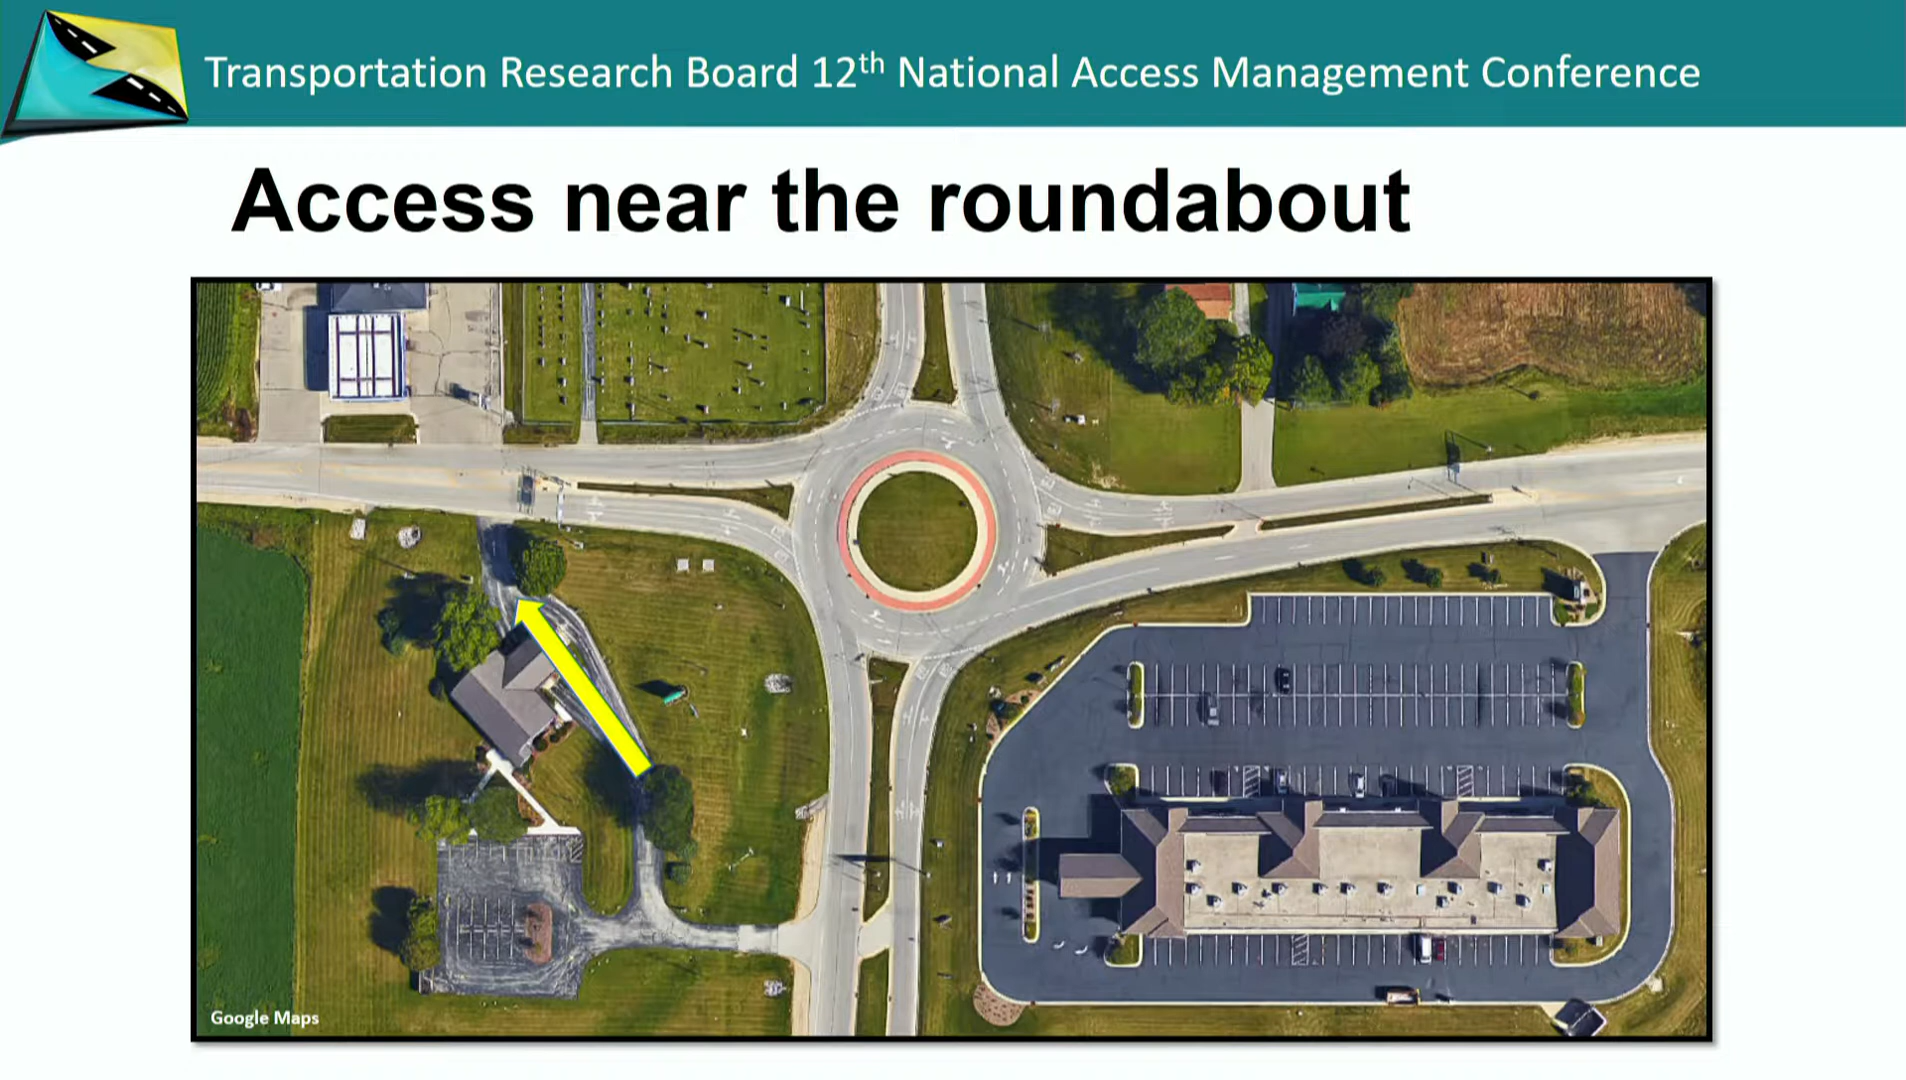 Transportation Research Board 12th National Access Management Conference
Access near the roundabout
Google Maps